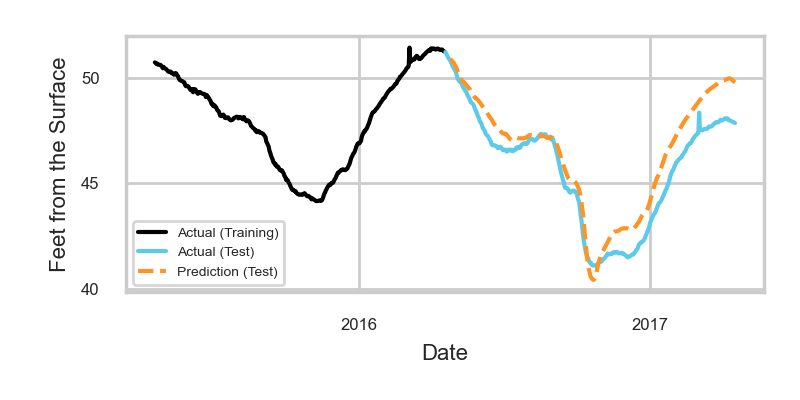 Feet from the Surface
50
45
40
Actual (Training)
Actual (Test)
Prediction (Test)
2016
2017
Date